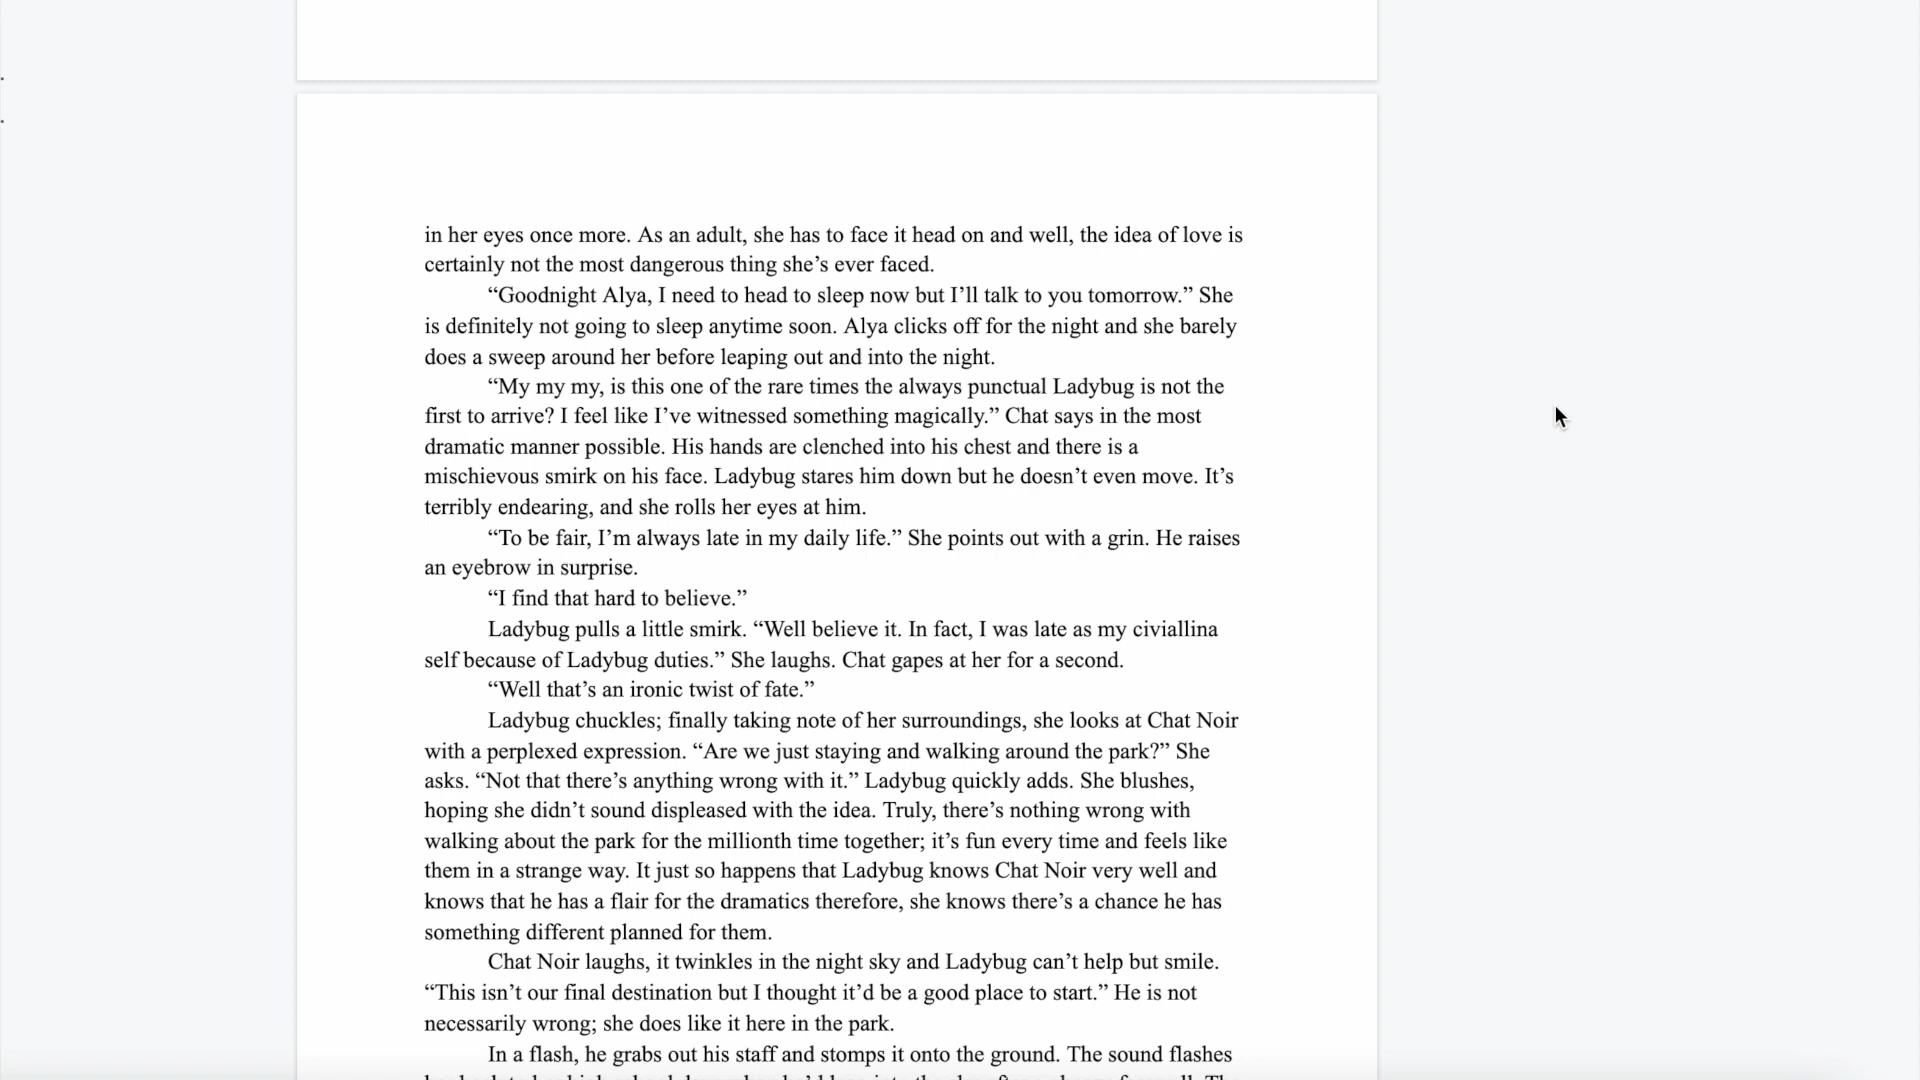 in her eyes once more. As an adult, she has to face it head on and well, the idea of love is
certainly not the most dangerous thing she’s ever faced.
“Goodnight Alya, I need to head to sleep now but I’ll talk to you tomorrow.” She
is definitely not going to sleep anytime soon. Alya clicks off for the night and she barely
does a sweep around her before leaping out and into the night.
“My my my, is this one of the rare times the always punctual Ladybug is not the
first to arrive? I feel like I’ve witnessed something magically.” Chat says in the most
dramatic manner possible. His hands are clenched into his chest and there is a
mischievous smirk on his face. Ladybug stares him down but he doesn’t even move. It’s
terribly endearing, and she rolls her eyes at him.
“To be fair, I’m always late in my daily life.” She points out with a grin. He raises
an eyebrow in surprise.
“I find that hard to believe.”
Ladybug pulls a little smirk. “Well believe it. In fact, I was late as my civiallina
self because of Ladybug duties.” She laughs. Chat gapes at her for a second.
“Well that’s an ironic twist of fate.”
Ladybug chuckles; finally taking note of her surroundings, she looks at Chat Noir
with a perplexed expression. “Are we just staying and walking around the park?” She
asks. “Not that there’s anything wrong with it.” Ladybug quickly adds. She blushes,
hoping she didn’t sound displeased with the idea. Truly, there’s nothing wrong with
walking about the park for the millionth time together; it’s fun every time and feels like
them in a strange way. It just so happens that Ladybug knows Chat Noir very well and
knows that he has a flair for the dramatics therefore, she knows there’s a chance he has
something different planned for them.
Chat Noir laughs, it twinkles in the night sky and Ladybug can’t help but smile.
“This isn’t our final destination but I thought it’d be a good place to start.” He is not
necessarily wrong; she does like it here in the park.
In a flash, he grabs out his staff and stomps it onto the ground. The sound flashes